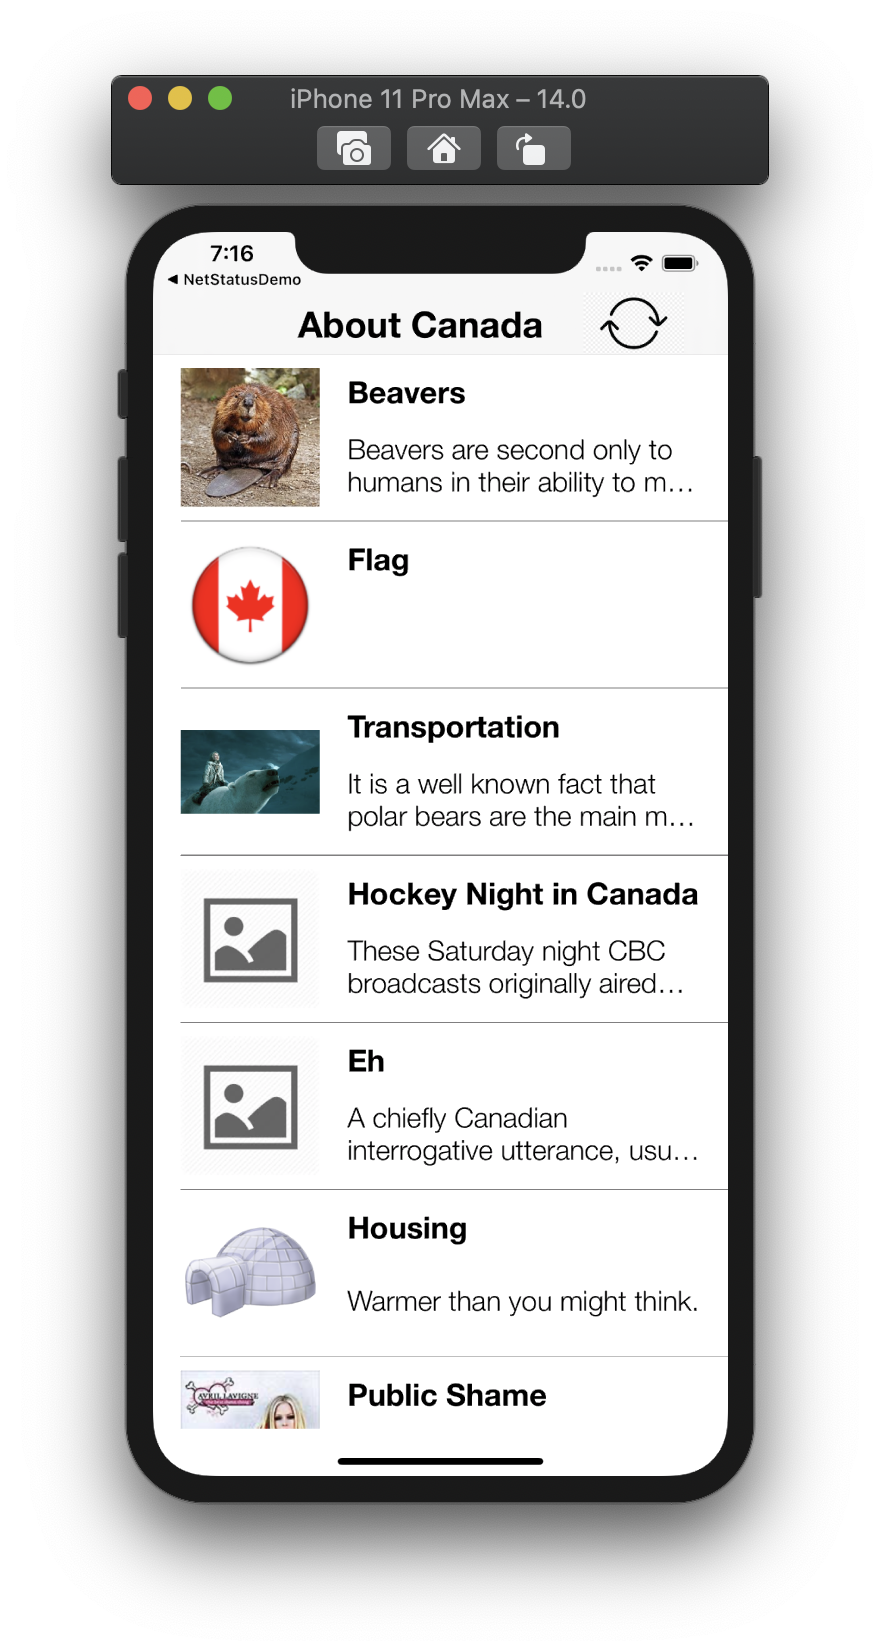 iPhone 11 Pro Max – 14.0
7:16
◀ NetStatusDemo
About Canada
Beavers
Beavers are second only to
humans in their ability to m...
Flag
Transportation
It is a well known fact that
polar bears are the main m...
Hockey Night in Canada
These Saturday night CBC
broadcasts originally aired...
Eh
A chiefly Canadian
interrogative utterance, usu...
Housing
Warmer than you might think.
AVRIL LAVIGNE
Public Shame